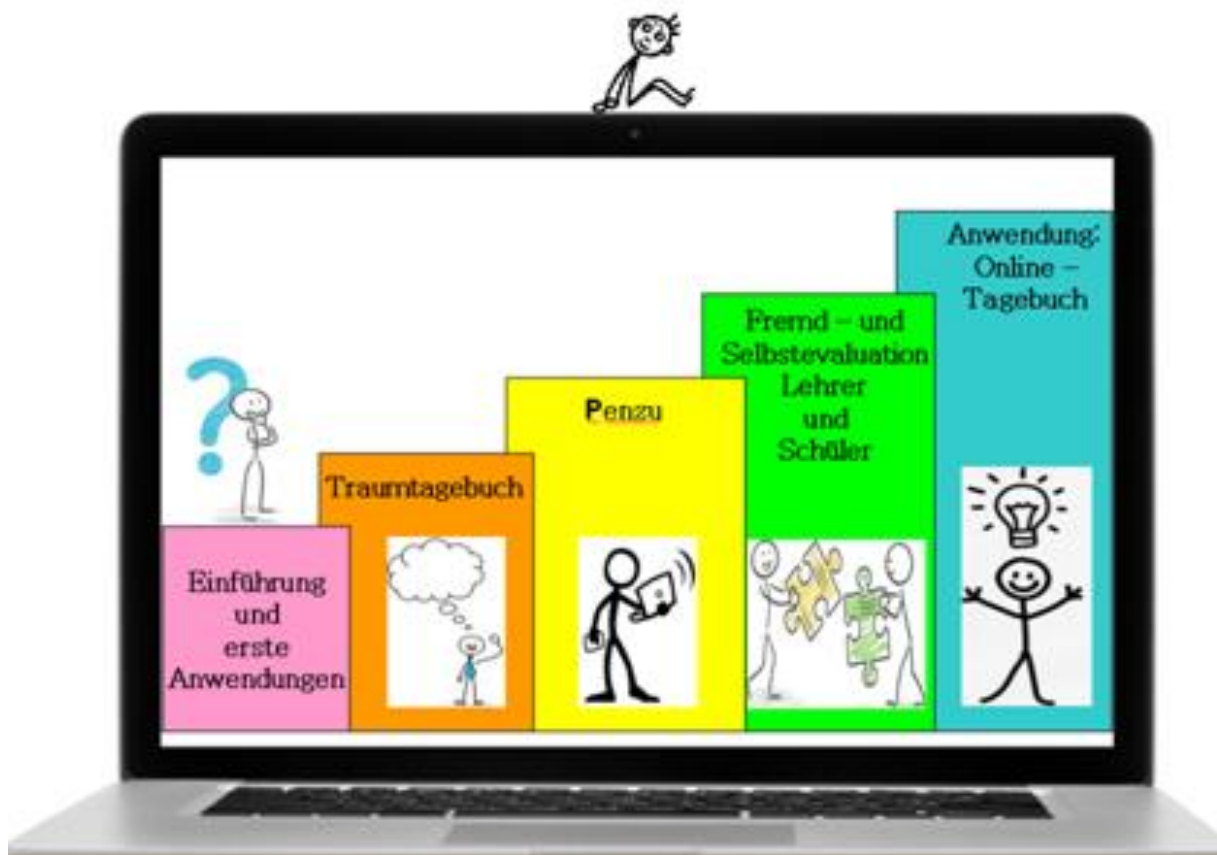 Einführung
und
erste
Anwendungen
Traumtagebuch
Penzu
Fremd – und
Selbstevaluation
Lehrer
und
Schüler
Anwendung:
Online –
Tagebuch
?